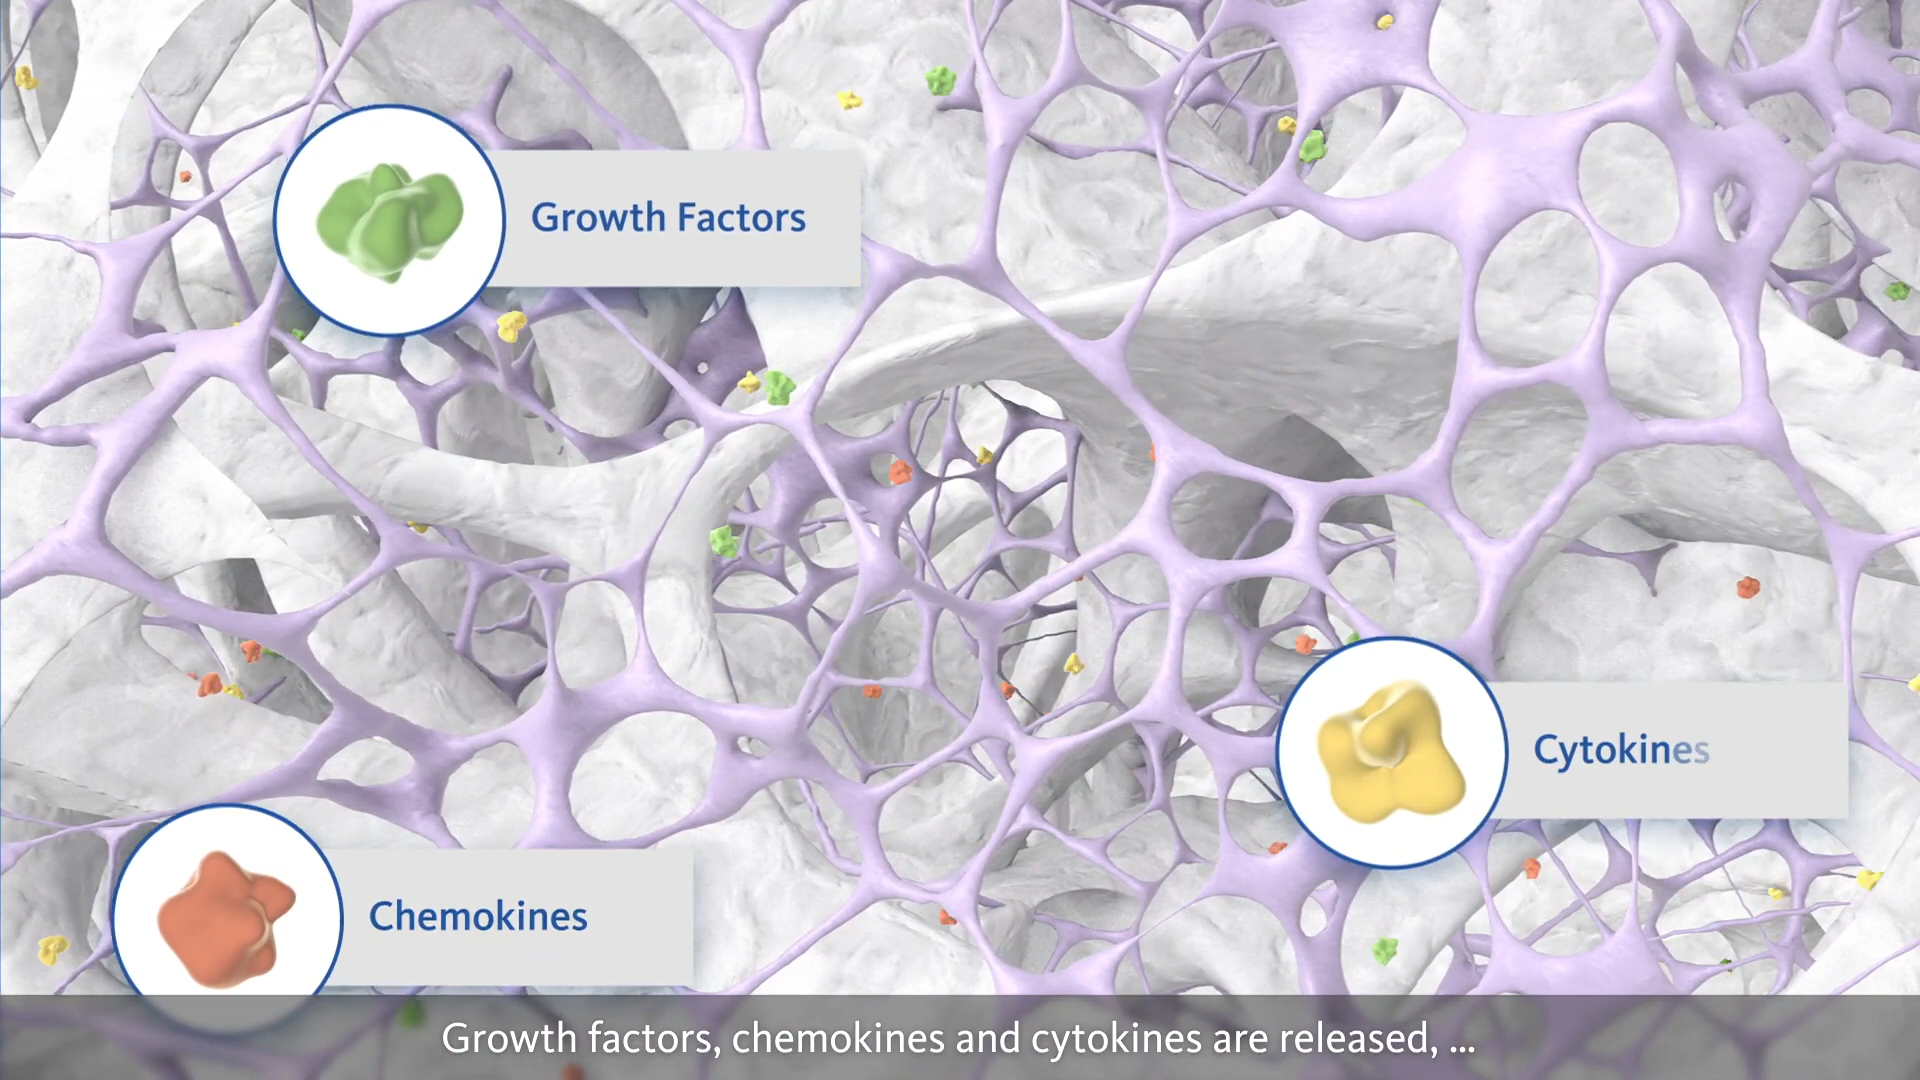 Growth Factors
Cytokines
Chemokines
Growth factors, chemokines and cytokines are released, ...